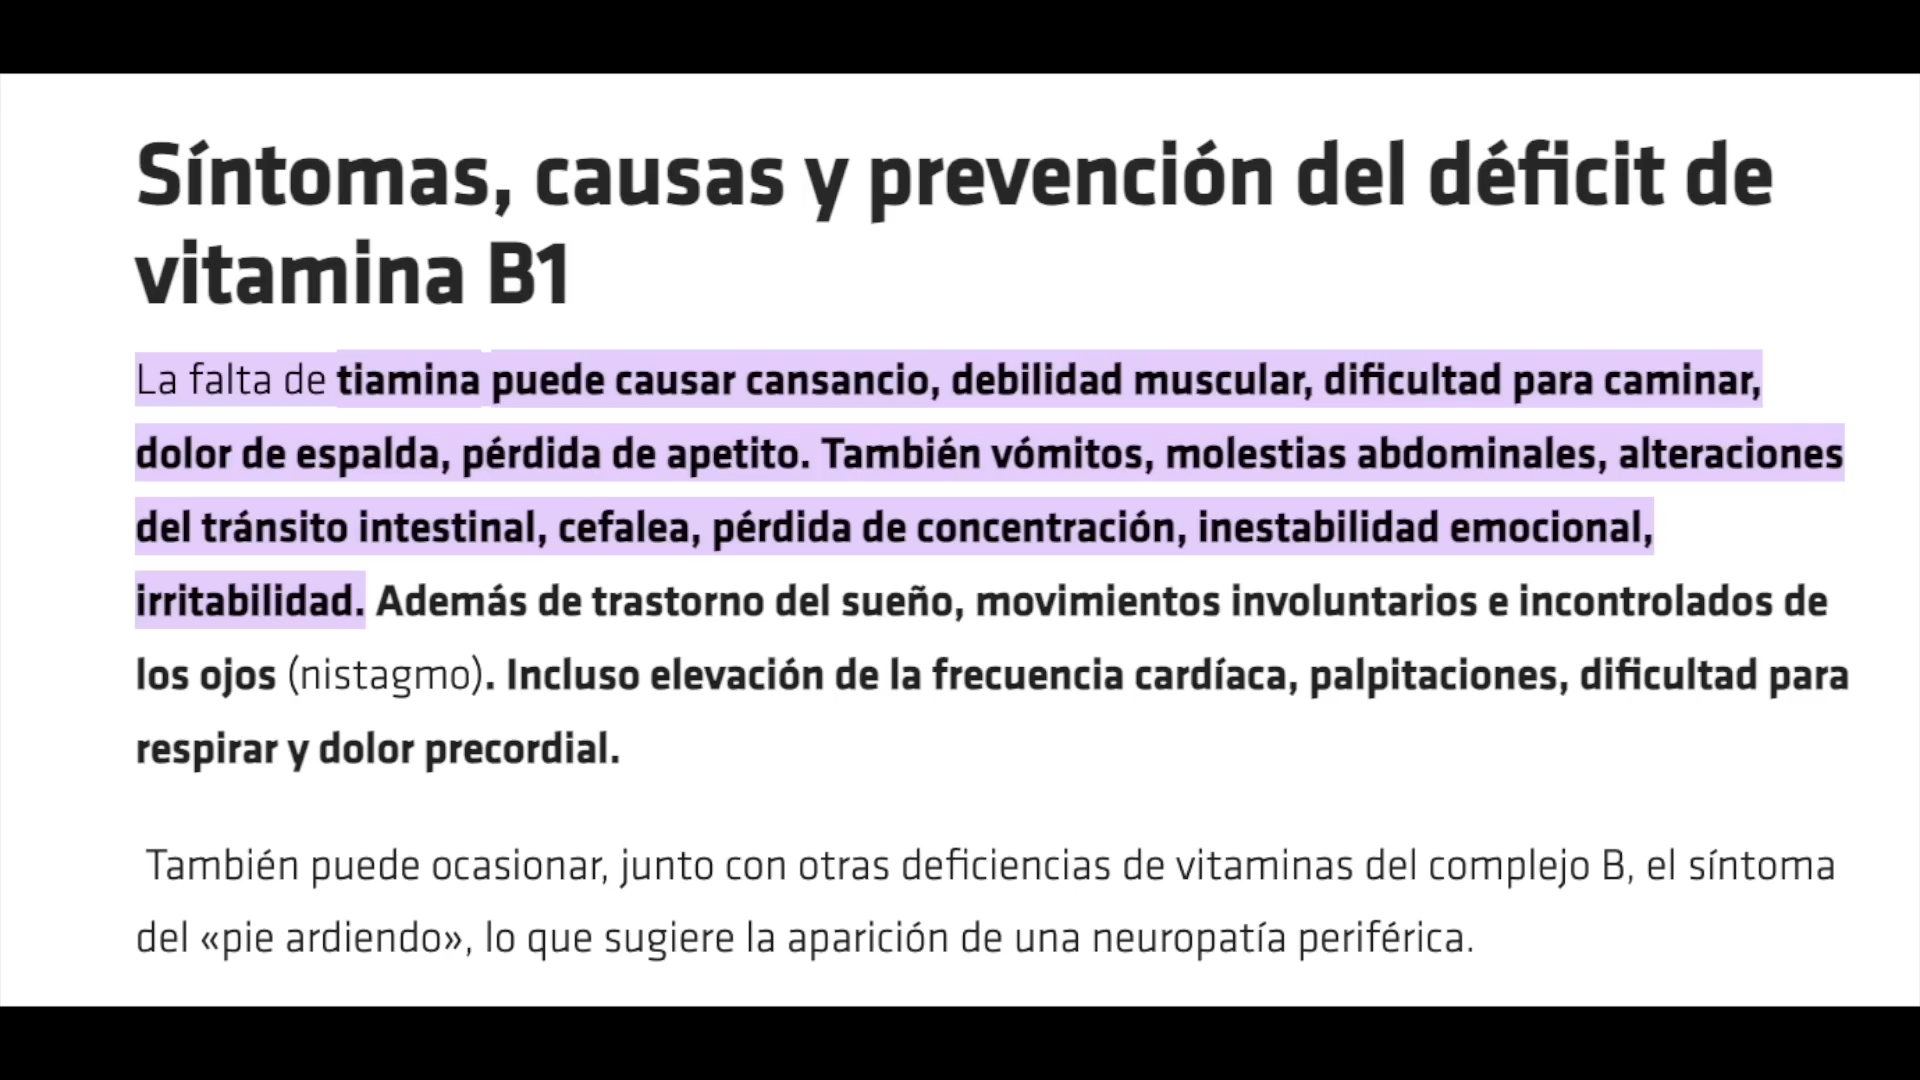 Síntomas, causas y prevención del déficit de
vitamina B1
La falta de tiamina puede causar cansancio, debilidad muscular, dificultad para caminar,
dolor de espalda, pérdida de apetito. También vómitos, molestias abdominales, alteraciones
del tránsito intestinal, cefalea, pérdida de concentración, inestabilidad emocional,
irritabilidad. Además de trastorno del sueño, movimientos involuntarios e incontrolados de
los ojos (nistagmo). Incluso elevación de la frecuencia cardíaca, palpitaciones, dificultad para
respirar y dolor precordial.
También puede ocasionar, junto con otras deficiencias de vitaminas del complejo B, el síntoma
del «pie ardiendo», lo que sugiere la aparición de una neuropatía periférica.